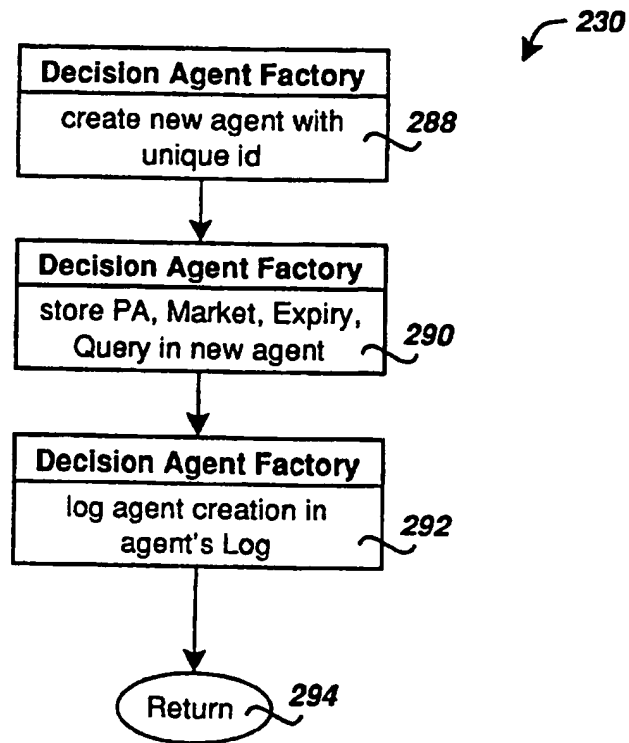 230
Decision Agent Factory
create new agent with
unique id
288
Decision Agent Factory
store PA, Market, Expiry,
Query in new agent
290
Decision Agent Factory
log agent creation in
agent's Log
292
Return
294